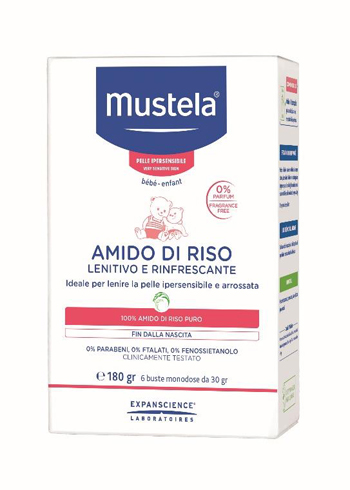 Mustela®
PELLE IPERSENSIBILE
VERY SENSITIVE SKIN
bébé - enfant
0%
PARFUM
FRAGRANCE
FREE
AMIDO DI RISO
LENITIVO E RINFRESCANTE
Ideale per lenire la pelle ipersensibile e arrossata
100% AMIDO DI RISO PURO
FIN DALLA NASCITA
0% PARABENI, 0% FTALATI, 0% FENOSSIETANOLO
CLINICAMENTE TESTATO
℮ 180 gr 6 buste monodose da 30 gr
EXPANSCIENCE®
LABORATOIRES